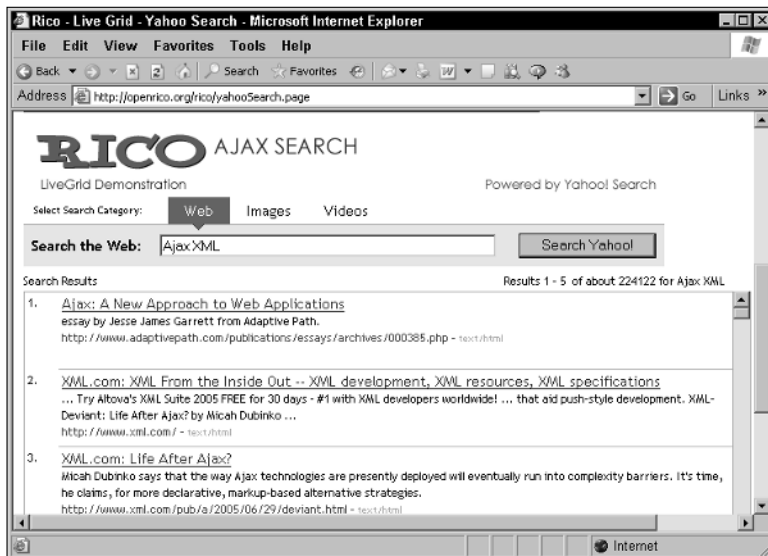 Rico - Live Grid - Yahoo Search - Microsoft Internet Explorer
File Edit View Favorites Tools Help
Back Search Favorites
Address http://openrico.org/rico/yahooSearch.page Go Links »
RICO AJAX SEARCH
LiveGrid Demonstration Powered by Yahoo! Search
Select Search Category: Web Images Videos
Search the Web: Ajax XML Search Yahoo!
Search Results Results 1 - 5 of about 224122 for Ajax XML
1. Ajax: A New Approach to Web Applications
essay by Jesse James Garrett from Adaptive Path.
http://www.adaptivepath.com/publications/essays/archives/000385.php - text/html
2. XML.com: XML From the Inside Out -- XML development, XML resources, XML specifications
... Try Altova's XML Suite 2005 FREE for 30 days - #1 with XML developers worldwide! ... that aid push-style development. XML-
Deviant: Life After Ajax? by Micah Dubinko ...
http://www.xml.com/ - text/html
3. XML.com: Life After Ajax?
Micah Dubinko says that the way Ajax technologies are presently deployed will eventually run into complexity barriers. It's time,
he claims, for more declarative, markup-based alternative strategies.
http://www.xml.com/pub/a/2005/06/29/deviant.html - text/html
Internet